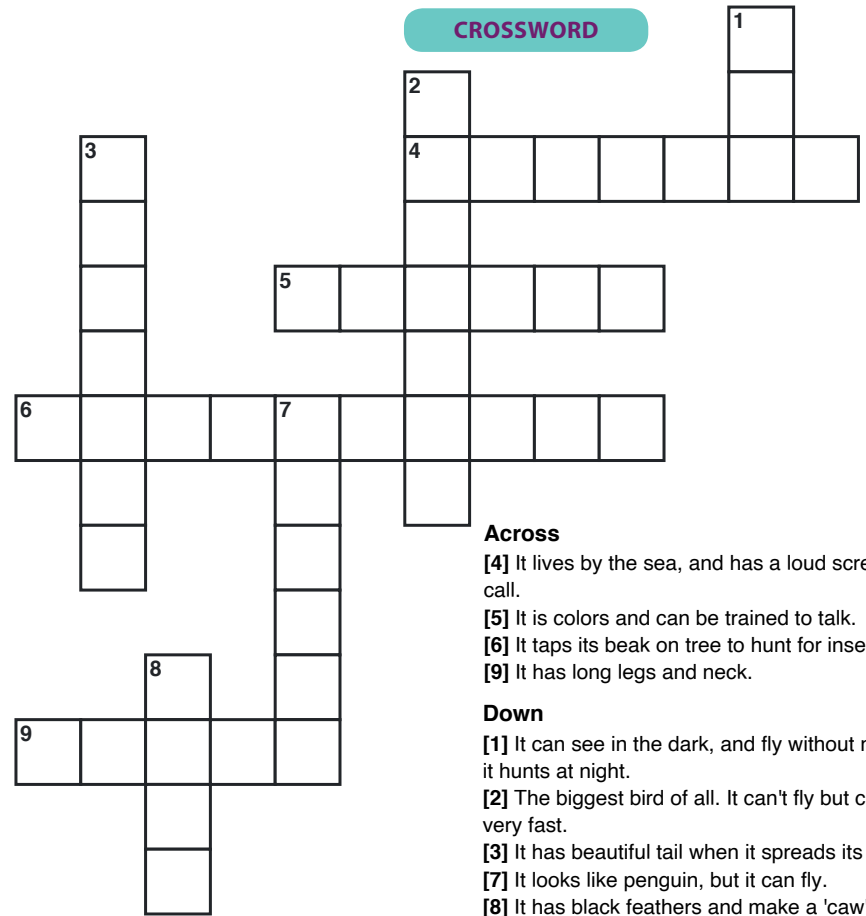 CROSSWORD
1
2
3
4
5
6
7
8
9
Across
[4] It lives by the sea, and has a loud scre
call.
[5] It is colors and can be trained to talk.
[6] It taps its beak on tree to hunt for inse
[9] It has long legs and neck.
Down
[1] It can see in the dark, and fly without
it hunts at night.
[2] The biggest bird of all. It can't fly but c
very fast.
[3] It has beautiful tail when it spreads its
[7] It looks like penguin, but it can fly.
[8] It has black feathers and make a 'caw